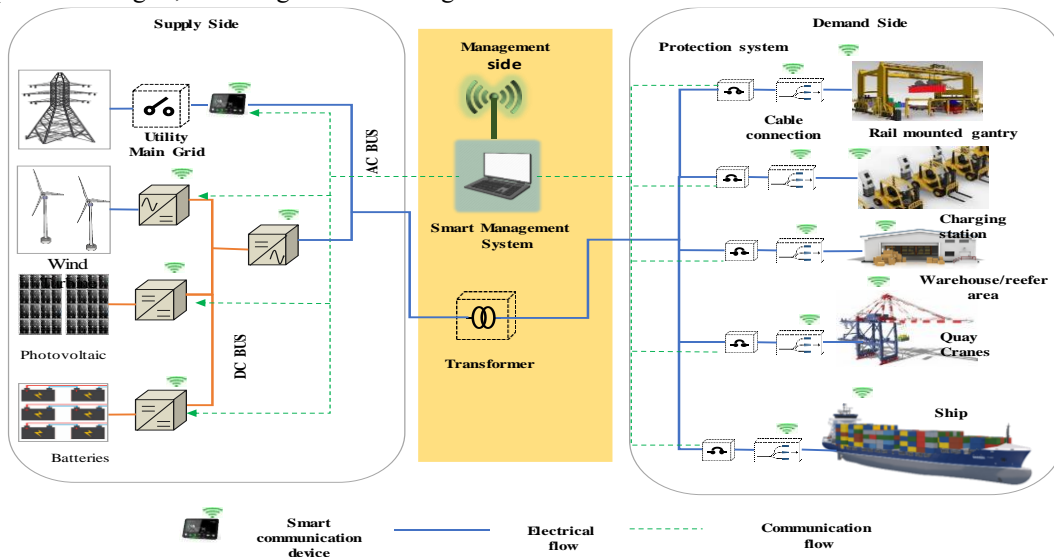 Supply Side
Management
side
Demand Side
Protection system
Utility
Main Grid
AC BUS
Cable
connection
Rail mounted gantry
Smart Management
System
Charging
station
Wind
Warehouse/reefer
area
Photovoltaic
DC BUS
Transformer
Quay
Cranes
Batteries
Ship
Smart
communication
device
Electrical
flow
Communication
flow